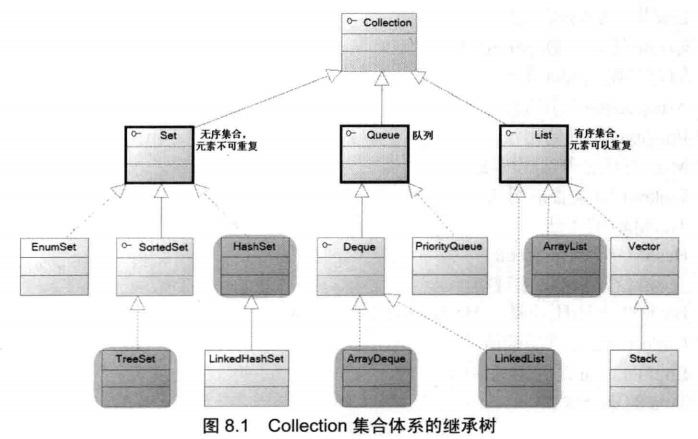 Collection
Set
无序集合，
元素不可重复
Queue
队列
List
有序集合，
元素可以重复
EnumSet
SortedSet
HashSet
Deque
PriorityQueue
ArrayList
Vector
TreeSet
LinkedHashSet
ArrayDeque
LinkedList
Stack
图 8.1 Collection 集合体系的继承树